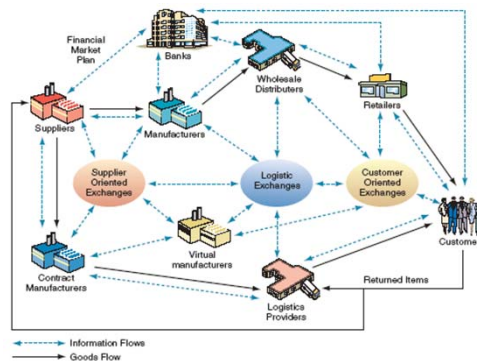 Financial
Market
Plan
Banks
Wholesale
Distributers
Retailers
Suppliers
Manufacturers
Supplier
Oriented
Exchanges
Logistic
Exchanges
Customer
Oriented
Exchanges
Customer
Virtual
manufacturers
Contract
Manufacturers
Returned Items
Logistics
Providers
Information Flows
Goods Flow